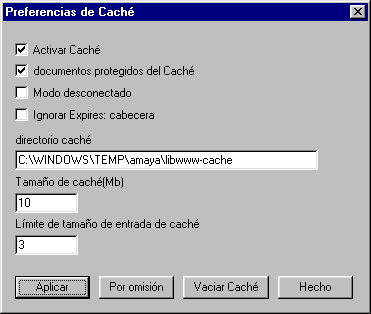 Preferencias de Caché
Activar Caché
documentos protegidos del Caché
Modo desconectado
Ignorar Expires: cabecera
directorio caché
C:\WINDOWS\TEMP\amaya\libwww-cache
Tamaño de caché(Mb)
10
Límite de tamaño de entrada de caché
3
Aplicar Por omisión Vaciar Caché Hecho